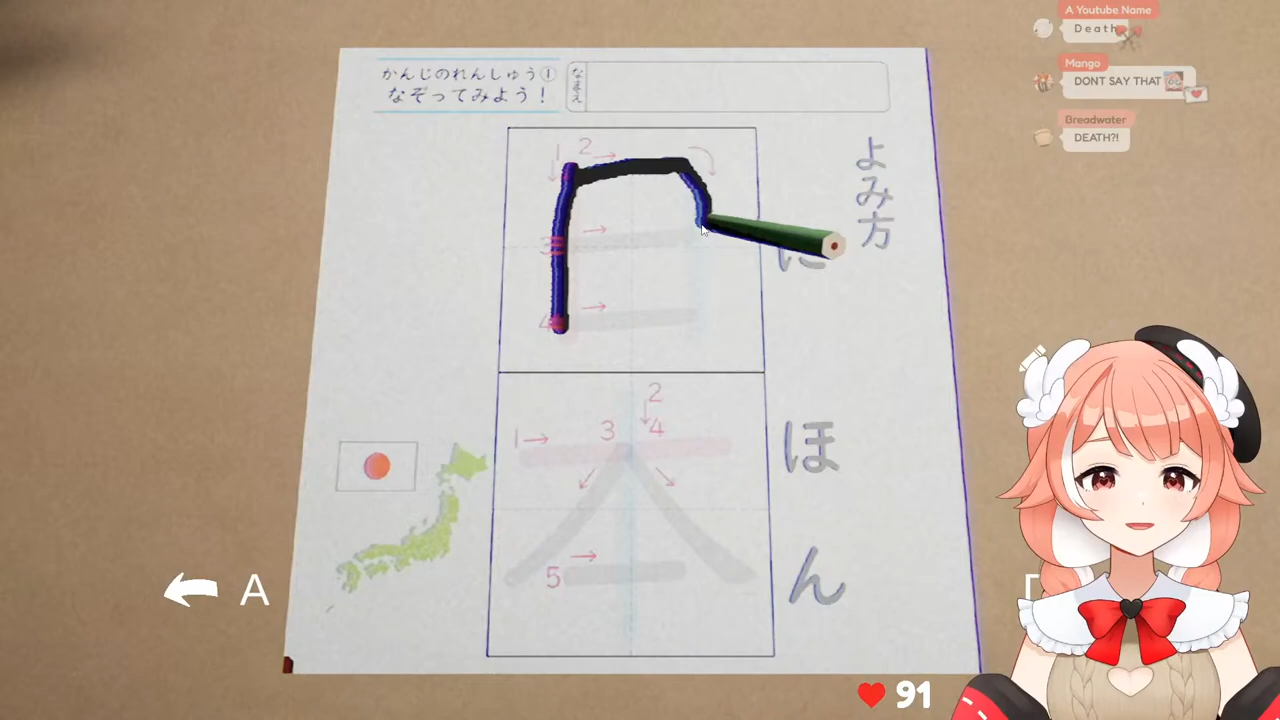 かんじのれんしゅう①
なぞってみよう!
なまえ
よみ方
に
ほ
ん
1
2
3
4
日
1
2
3
4
5
本
A
91
A Youtube Name
Death
Mango
DONT SAY THAT
Breadwater
DEATH?!